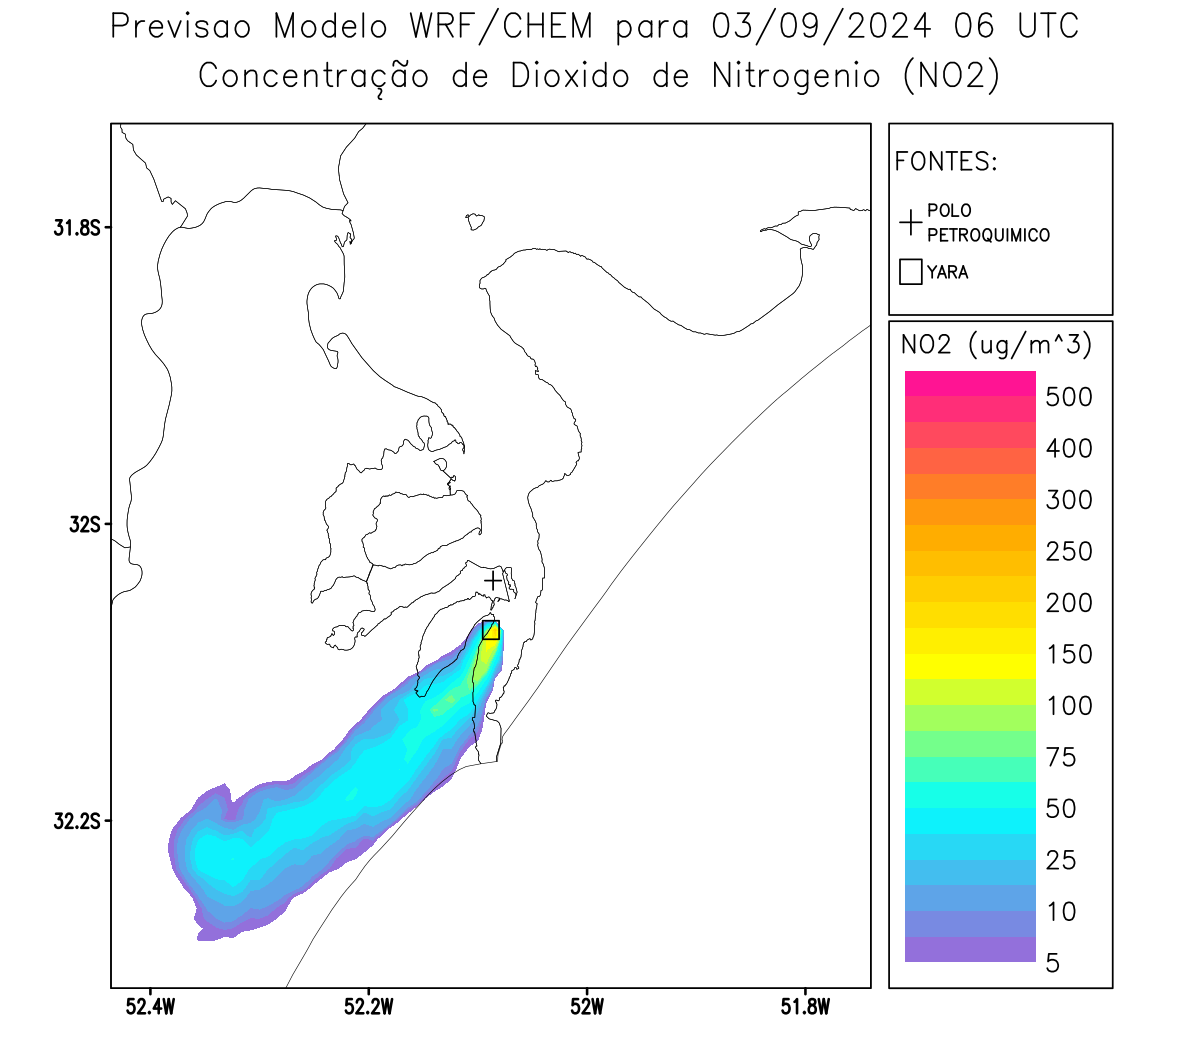 Previsao Modelo WRF/CHEM para 03/09/2024 06 UTC
Concentração de Dioxido de Nitrogenio (NO2)
FONTES:
POLO
PETROQUIMICO
YARA
31.8S
32S
32.2S
52.4W
52.2W
52W
51.8W
NO2 (ug/m^3)
500
400
300
250
200
150
100
75
50
25
10
5